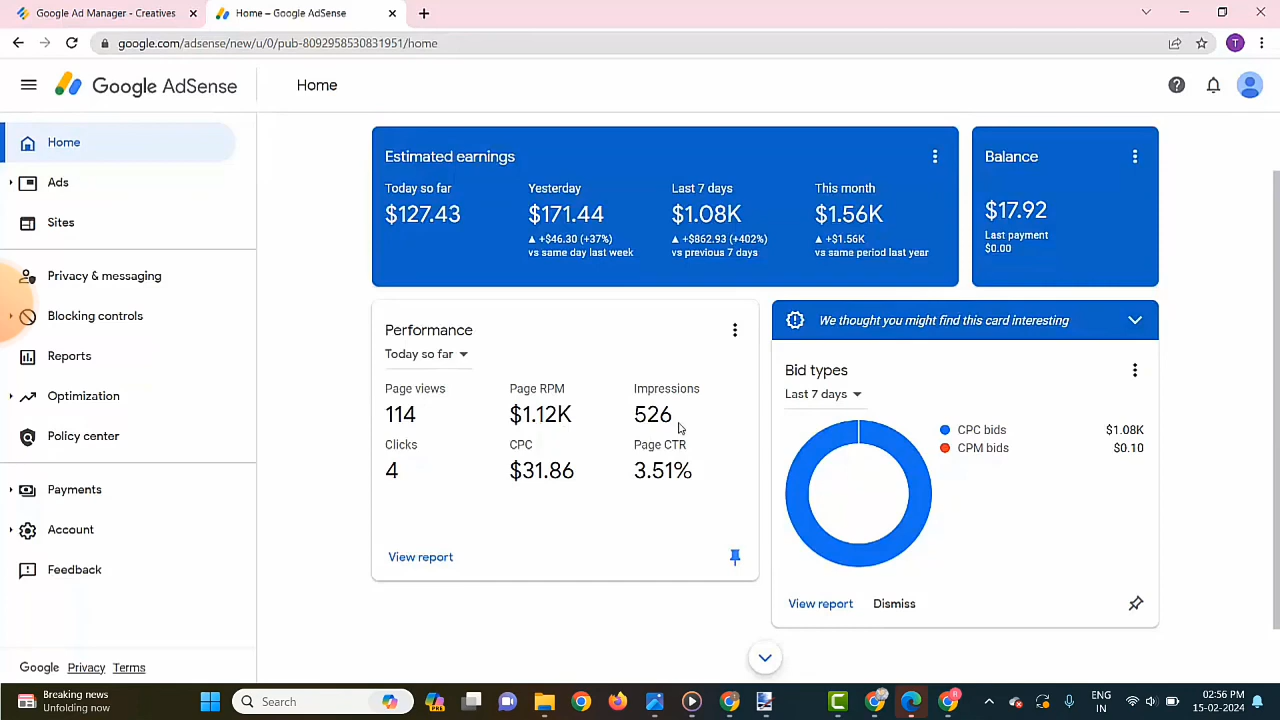 Google Ad Manager - Creatives
Home – Google AdSense
google.com/adsense/new/u/0/pub-8092958530831951/home
T
Google AdSense
Home
Home
Ads
Sites
Privacy & messaging
Blocking controls
Reports
Optimization
Policy center
Payments
Account
Feedback
Google Privacy Terms
Estimated earnings
Today so far
$127.43
Yesterday
$171.44
+$46.30 (+37%)
vs same day last week
Last 7 days
$1.08K
+$862.93 (+402%)
vs previous 7 days
This month
$1.56K
+$1.56K
vs same period last year
Balance
$17.92
Last payment
$0.00
Performance
Today so far
Page views
114
Page RPM
$1.12K
Impressions
526
Clicks
4
CPC
$31.86
Page CTR
3.51%
View report
We thought you might find this card interesting
Bid types
Last 7 days
CPC bids $1.08K
CPM bids $0.10
View report
Dismiss
Breaking news
Unfolding now
Search
PRE
ENG
IN
02:56 PM
15-02-2024